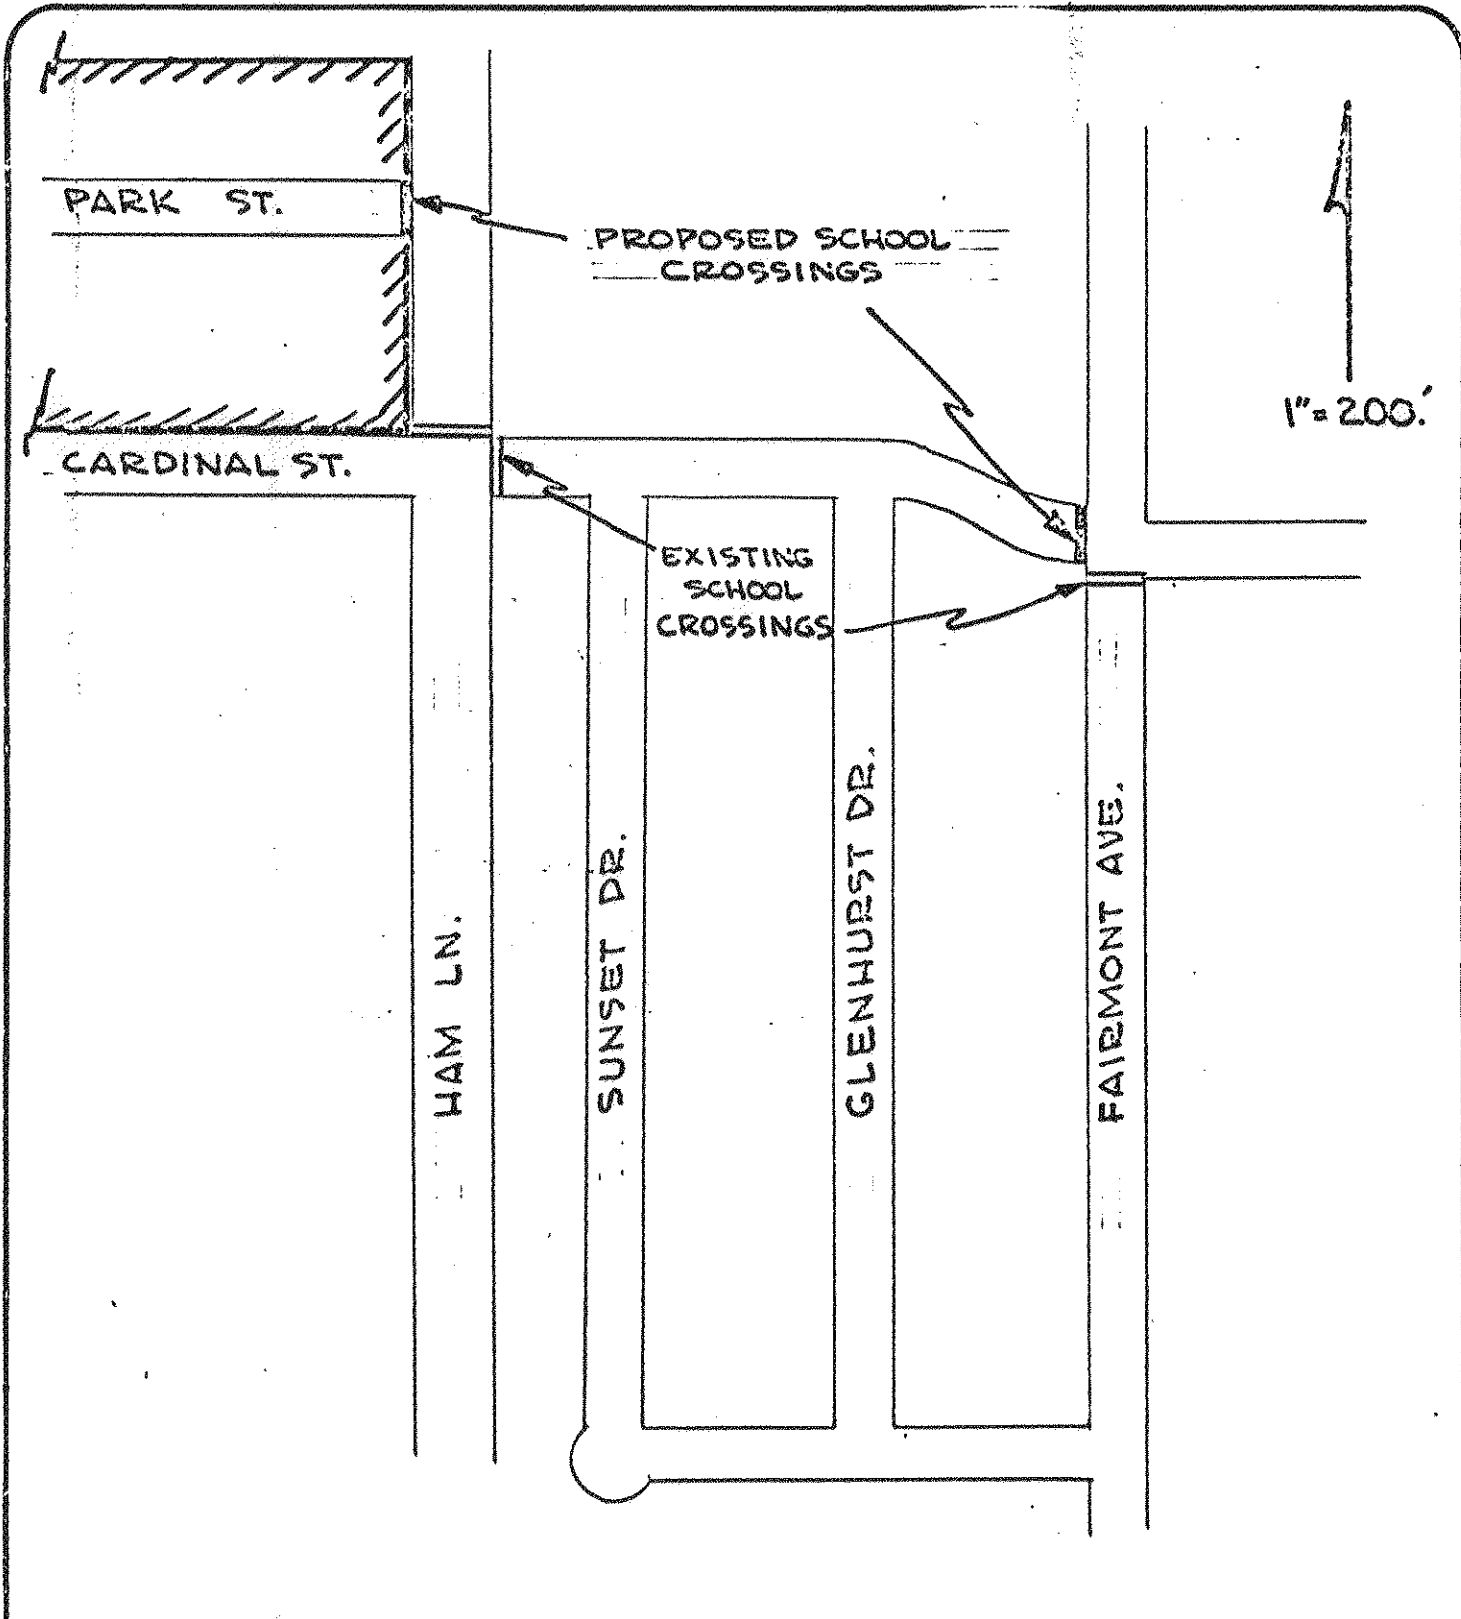 PARK ST.
PROPOSED SCHOOL
CROSSINGS
1"=200.'
CARDINAL ST.
EXISTING
SCHOOL
CROSSINGS
HAM LN.
SUNSET DR.
GLENHURST DR.
FAIRMONT AVE.